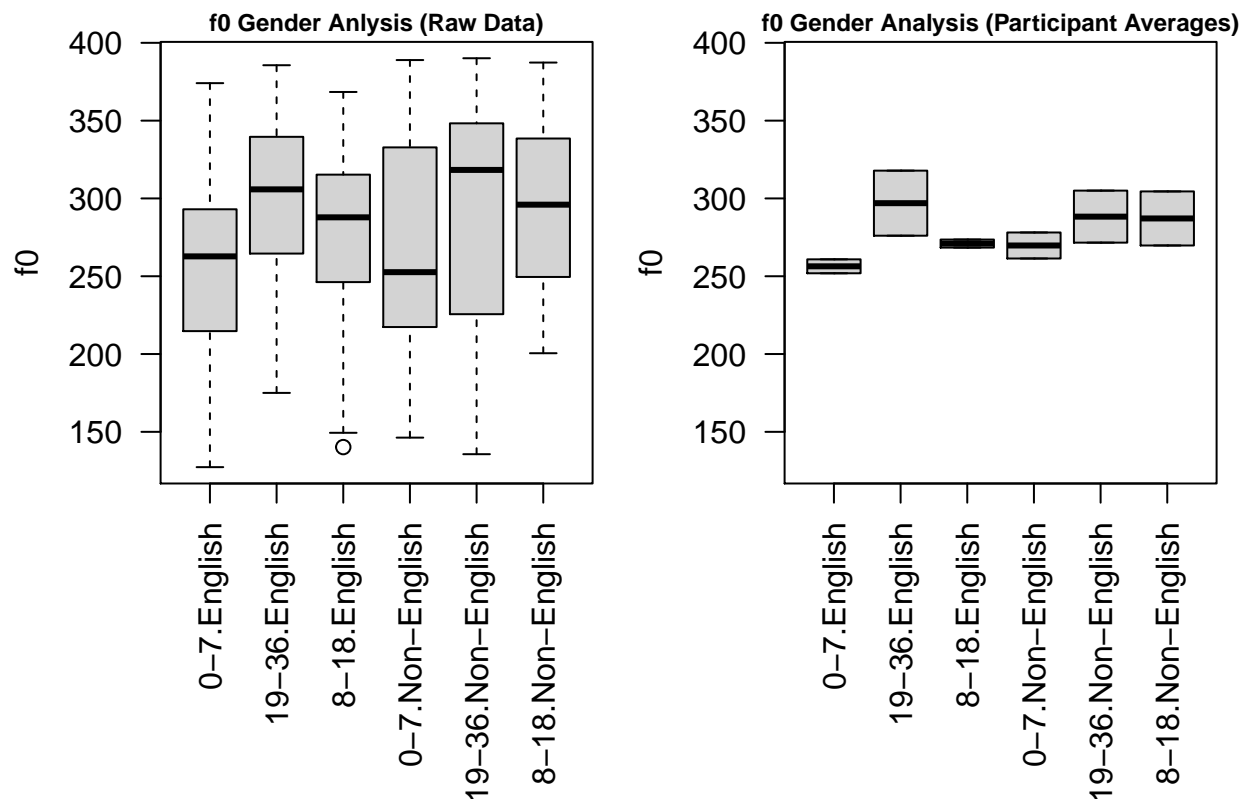 f0 Gender Anlysis (Raw Data)
400
350
300
250
200
150
f0
0−7.English
19−36.English
8−18.English
0−7.Non−English
19−36.Non−English
8−18.Non−English
f0 Gender Analysis (Participant Averages)
400
350
300
250
200
150
f0
0−7.English
19−36.English
8−18.English
0−7.Non−English
19−36.Non−English
8−18.Non−English